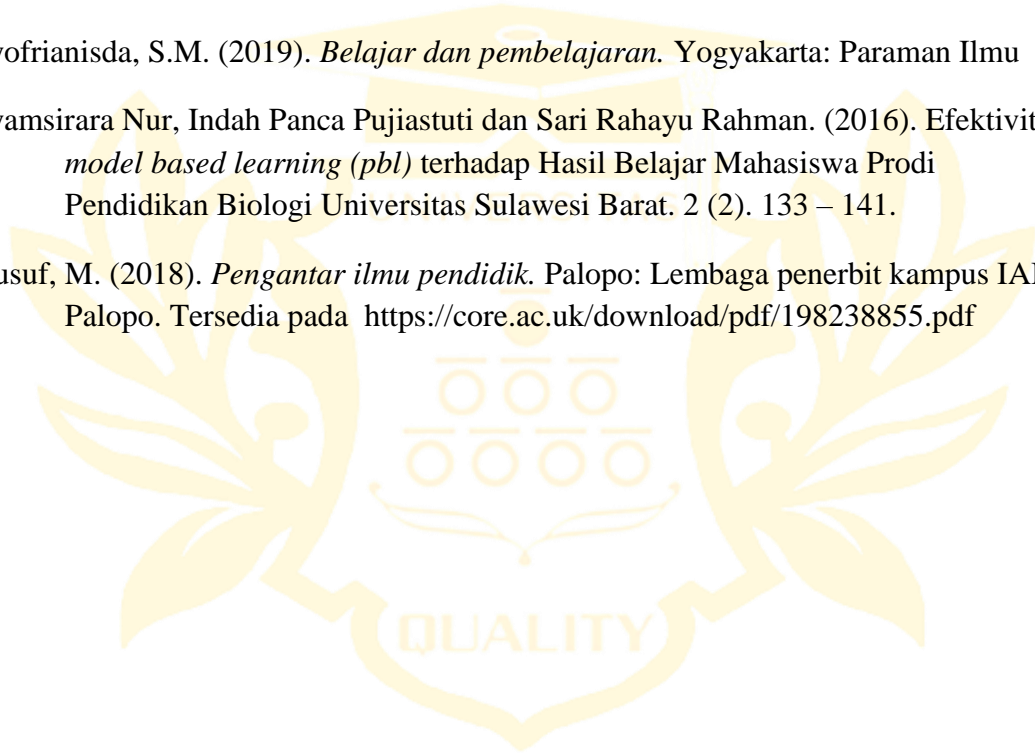 yofrianisda, S.M. (2019). Belajar dan pembelajaran. Yogyakarta: Paraman Ilmu
yamsirara Nur, Indah Panca Pujiastuti dan Sari Rahayu Rahman. (2016). Efektivit
model based learning (pbl) terhadap Hasil Belajar Mahasiswa Prodi
Pendidikan Biologi Universitas Sulawesi Barat. 2 (2). 133 – 141.
usuf, M. (2018). Pengantar ilmu pendidik. Palopo: Lembaga penerbit kampus IAI
Palopo. Tersedia pada https://core.ac.uk/download/pdf/198238855.pdf
QUALITY